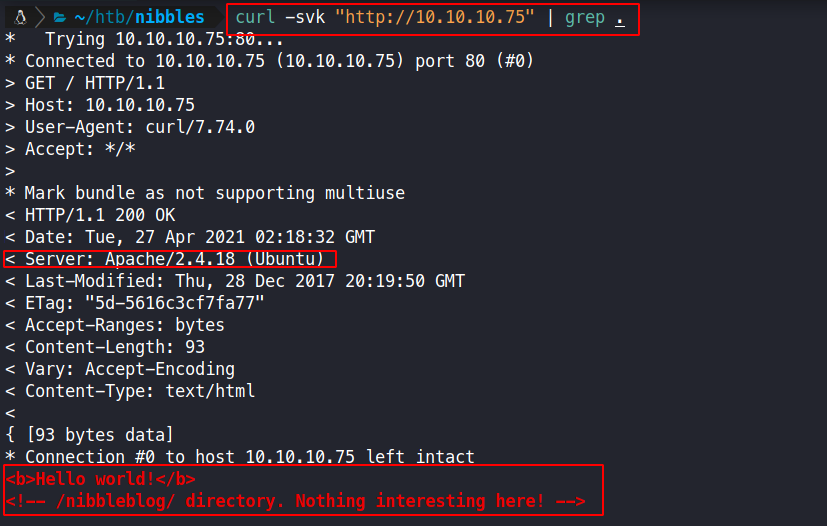 ~/htb/nibbles curl -svk "http://10.10.10.75" | grep .
* Trying 10.10.10.75:80...
* Connected to 10.10.10.75 (10.10.10.75) port 80 (#0)
> GET / HTTP/1.1
> Host: 10.10.10.75
> User-Agent: curl/7.74.0
> Accept: */*
>
* Mark bundle as not supporting multiuse
< HTTP/1.1 200 OK
< Date: Tue, 27 Apr 2021 02:18:32 GMT
< Server: Apache/2.4.18 (Ubuntu)
< Last-Modified: Thu, 28 Dec 2017 20:19:50 GMT
< ETag: "5d-5616c3cf7fa77"
< Accept-Ranges: bytes
< Content-Length: 93
< Vary: Accept-Encoding
< Content-Type: text/html
<
{ [93 bytes data]
* Connection #0 to host 10.10.10.75 left intact
<b>Hello world!</b>
<!-- /nibbleblog/ directory. Nothing interesting here! -->